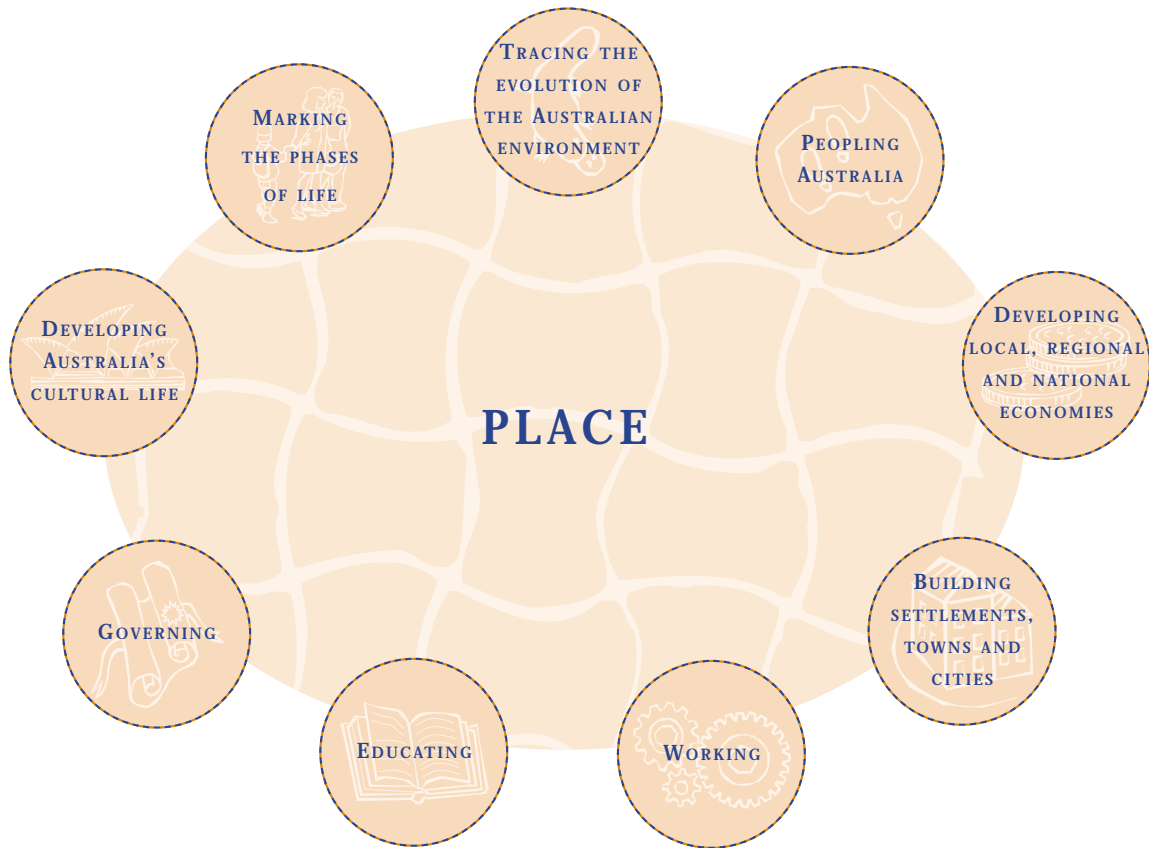 TRACING THE
EVOLUTION OF
THE AUSTRALIAN
ENVIRONMENT
PEOPLING
AUSTRALIA
DEVELOPING
LOCAL, REGIONAL
AND NATIONAL
ECONOMIES
BUILDING
SETTLEMENTS,
TOWNS AND
CITIES
WORKING
EDUCATING
GOVERNING
DEVELOPING
AUSTRALIA'S
CULTURAL LIFE
MARKING
THE PHASES
OF LIFE
PLACE